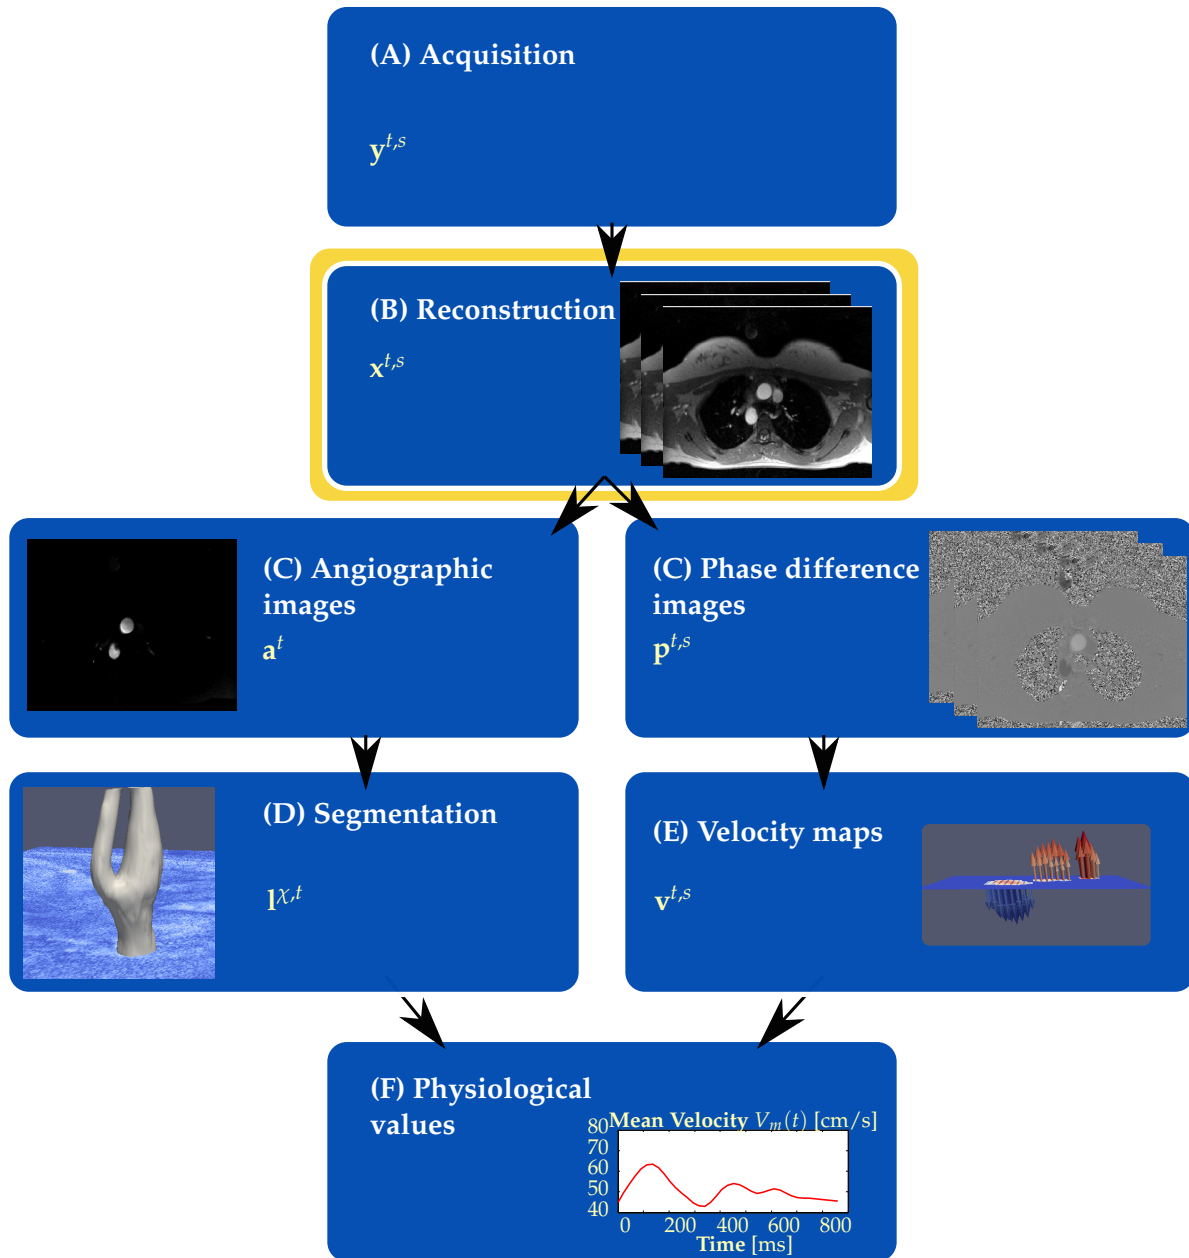 (A) Acquisition
y^{t,s}
(B) Reconstruction
x^{t,s}
(C) Angiographic
images
a^{t}
(C) Phase difference
images
p^{t,s}
(D) Segmentation
l^{χ,t}
(E) Velocity maps
v^{t,s}
(F) Physiological
values
Mean Velocity V_m(t) [cm/s]
80
70
60
50
40
0 200 400 600 800
Time [ms]